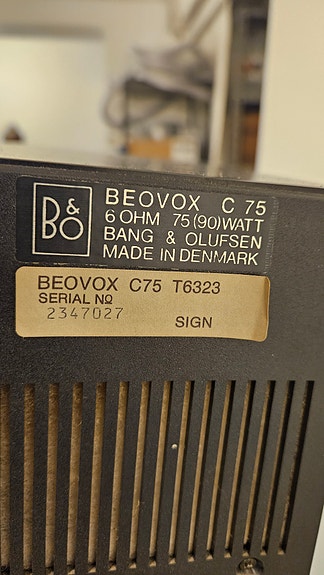 B&O
BEOVOX C 75
6 OHM 75(90)WATT
BANG & OLUFSEN
MADE IN DENMARK
BEOVOX C75 T6323
SERIAL Nº
2347027
SIGN